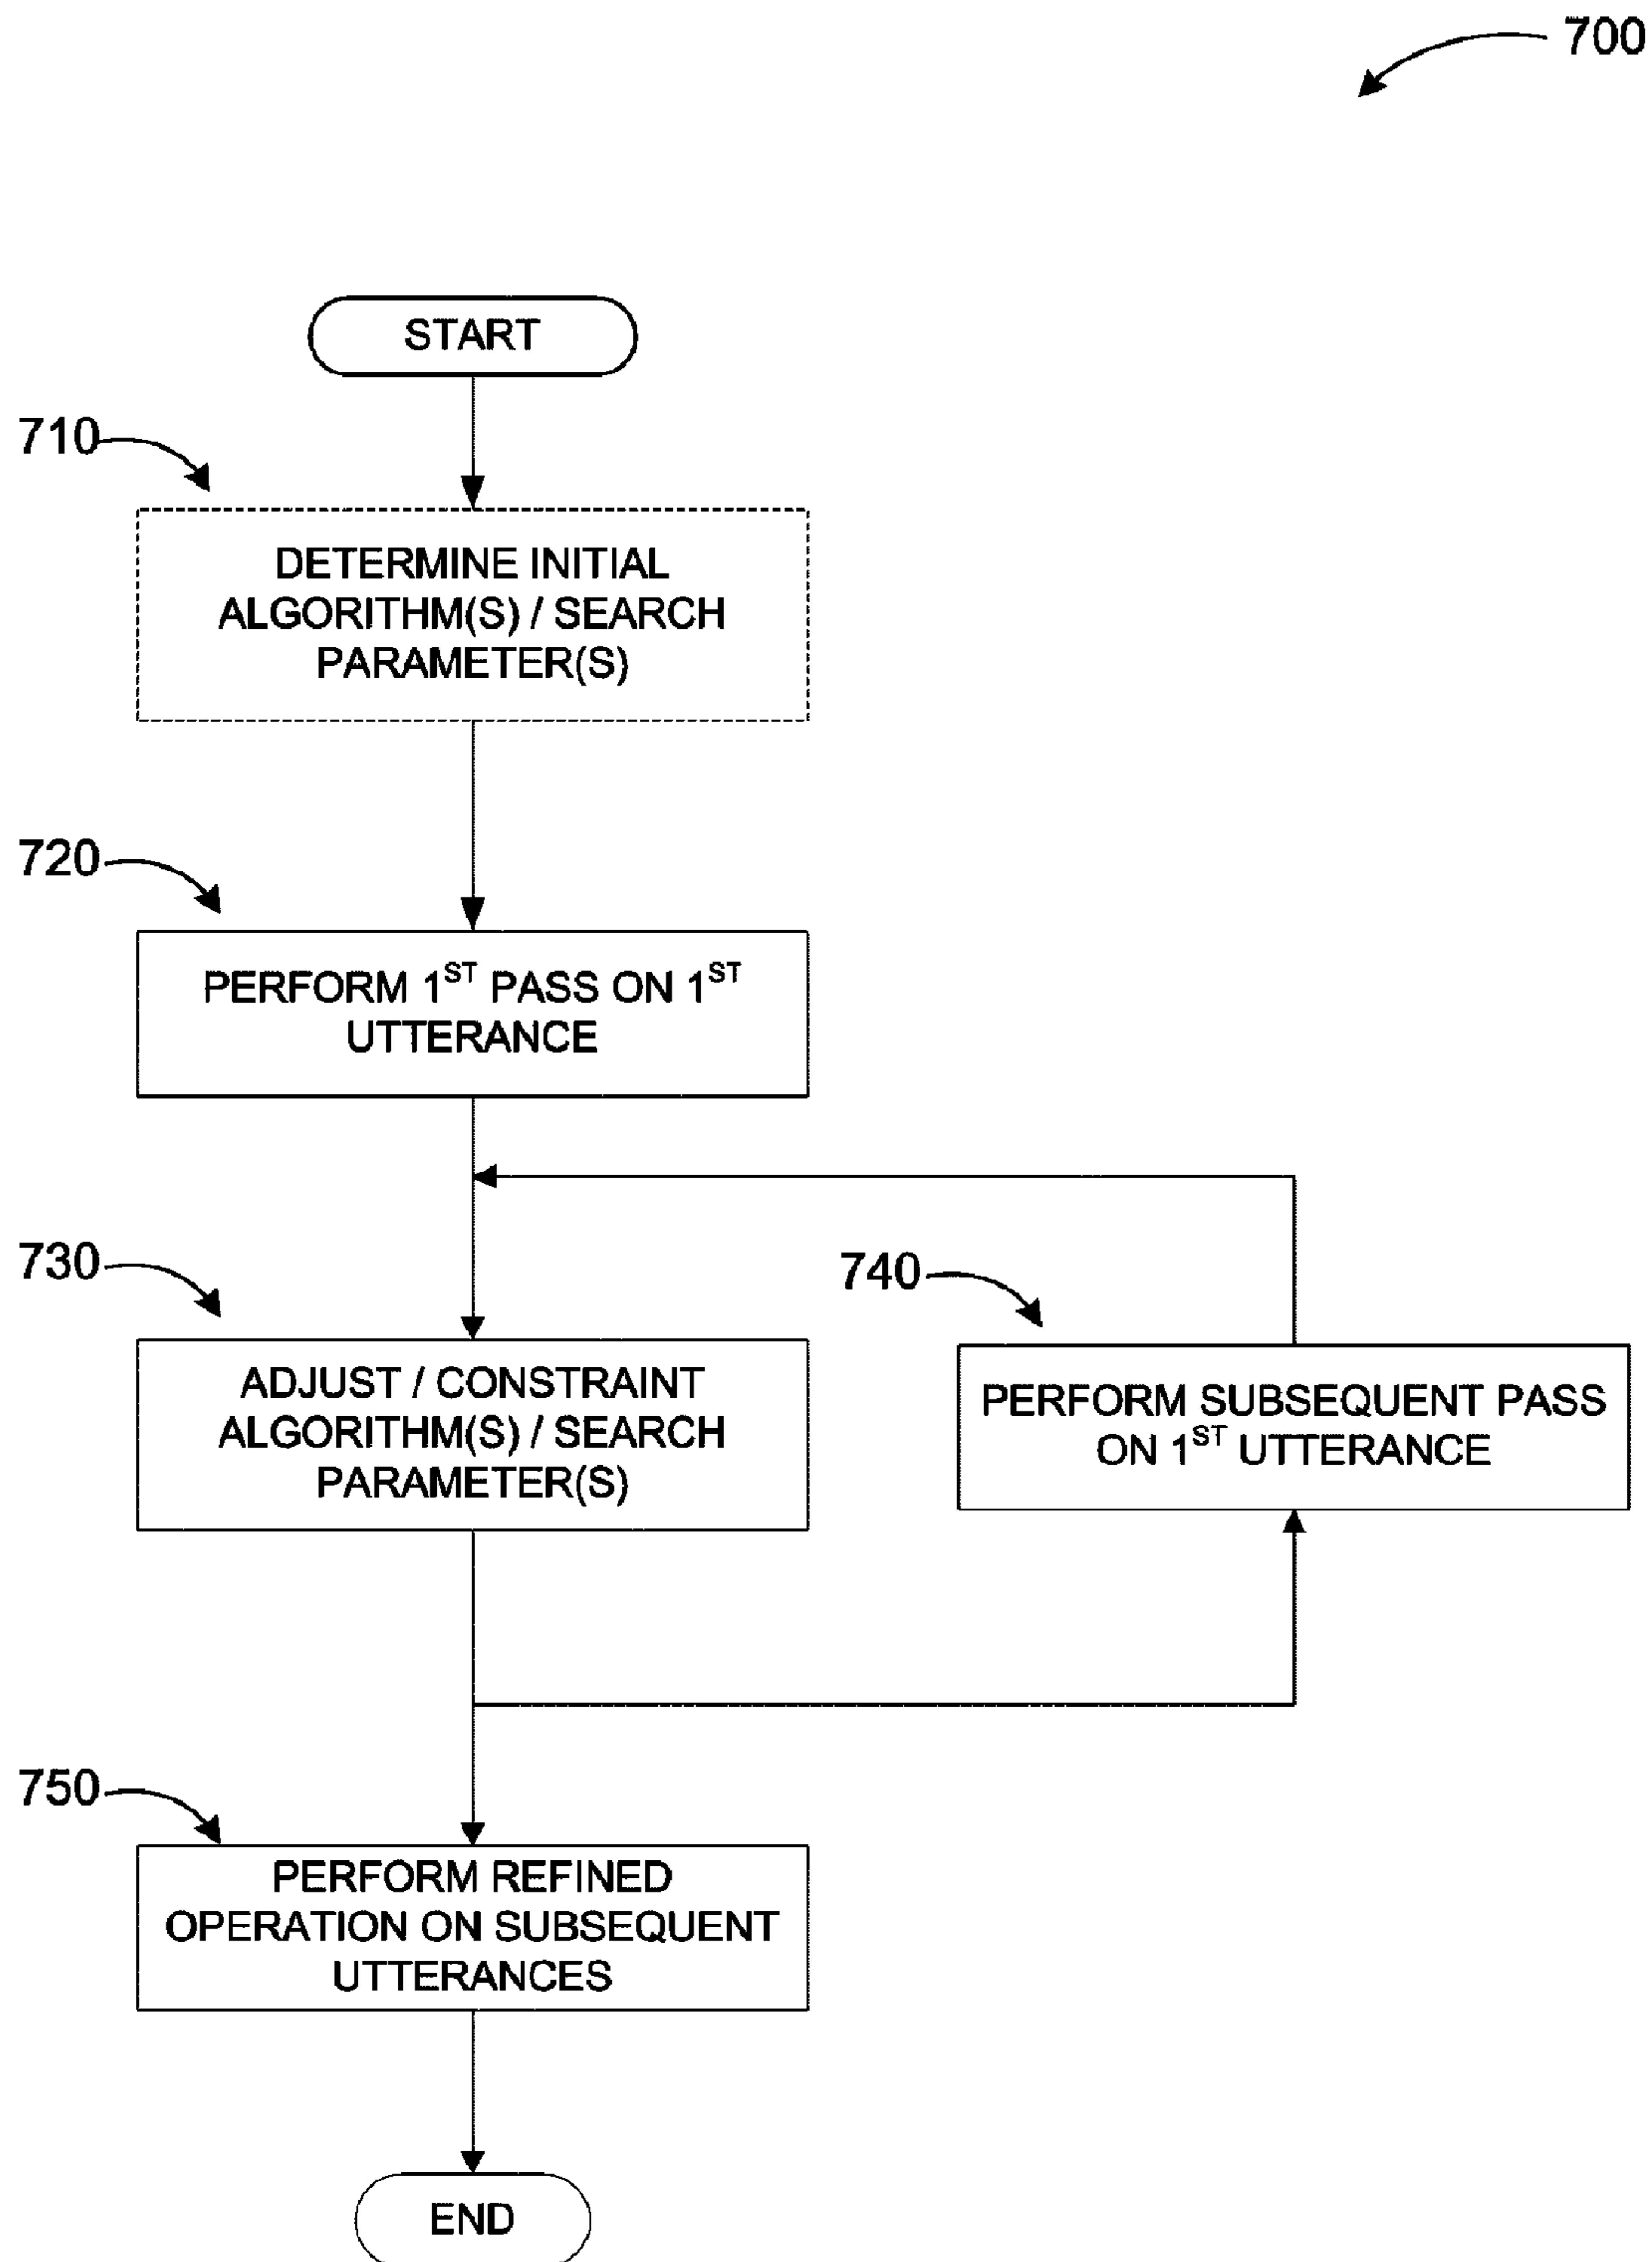 700
START
710
DETERMINE INITIAL
ALGORITHM(S) / SEARCH
PARAMETER(S)
720
PERFORM 1ST PASS ON 1ST
UTTERANCE
730
ADJUST / CONSTRAINT
ALGORITHM(S) / SEARCH
PARAMETER(S)
740
PERFORM SUBSEQUENT PASS
ON 1ST UTTERANCE
750
PERFORM REFINED
OPERATION ON SUBSEQUENT
UTTERANCES
END